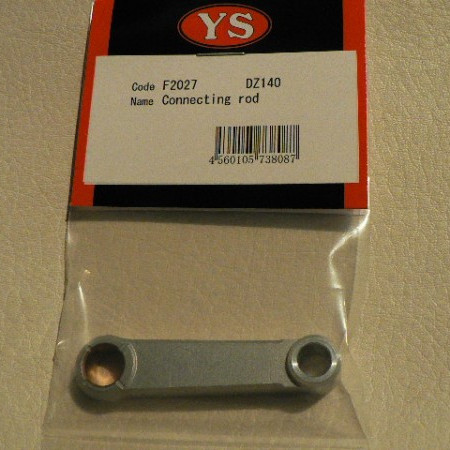 YS
Code F2027 DZ140
Name Connecting rod
4560105738087